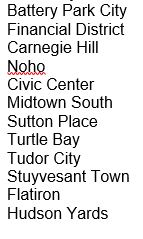 Battery Park City
Financial District
Carnegie Hill
Noho
Civic Center
Midtown South
Sutton Place
Turtle Bay
Tudor City
Stuyvesant Town
Flatiron
Hudson Yards